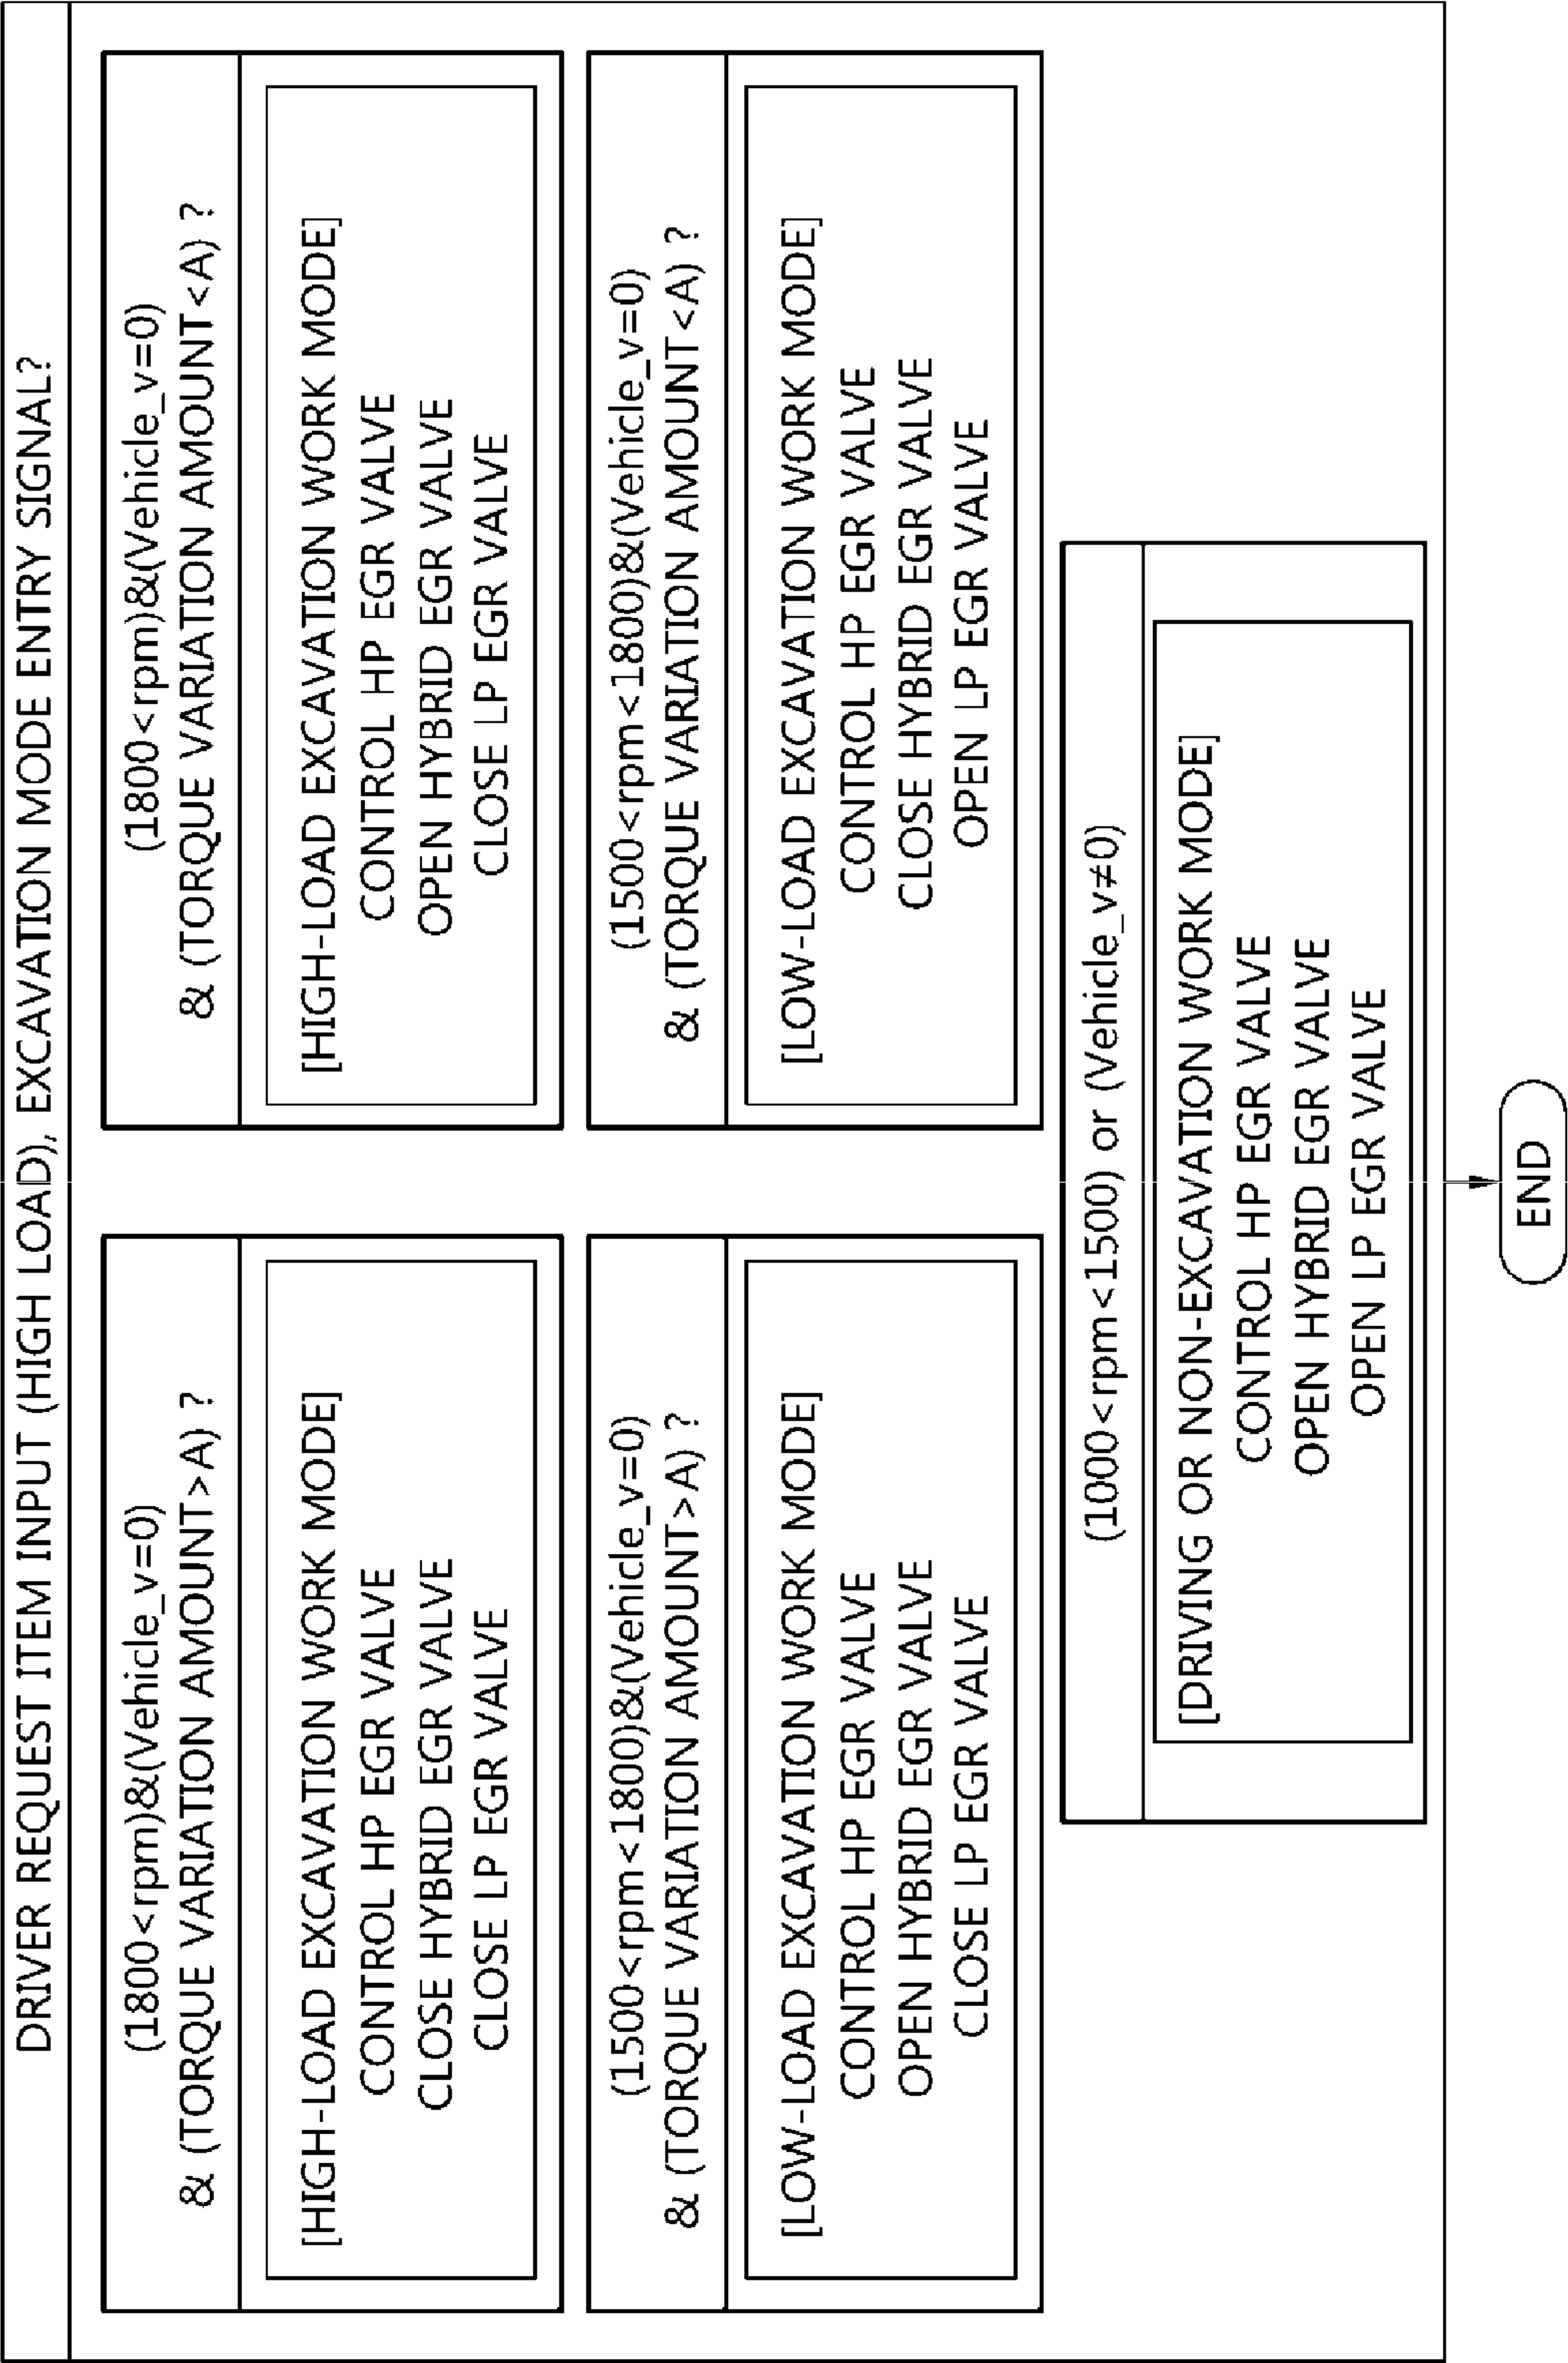 DRIVER REQUEST ITEM INPUT (HIGH LOAD), EXCAVATION MODE ENTRY SIGNAL?
(1800<rpm)&(Vehicle_v=0)
& (TORQUE VARIATION AMOUNT>A) ?
[HIGH-LOAD EXCAVATION WORK MODE]
CONTROL HP EGR VALVE
CLOSE HYBRID EGR VALVE
CLOSE LP EGR VALVE
(1800<rpm)&(Vehicle_v=0)
& (TORQUE VARIATION AMOUNT<A) ?
[HIGH-LOAD EXCAVATION WORK MODE]
CONTROL HP EGR VALVE
OPEN HYBRID EGR VALVE
CLOSE LP EGR VALVE
(1500<rpm<1800)&(Vehicle_v=0)
& (TORQUE VARIATION AMOUNT>A) ?
[LOW-LOAD EXCAVATION WORK MODE]
CONTROL HP EGR VALVE
OPEN HYBRID EGR VALVE
CLOSE LP EGR VALVE
(1500<rpm<1800)&(Vehicle_v=0)
& (TORQUE VARIATION AMOUNT<A) ?
[LOW-LOAD EXCAVATION WORK MODE]
CONTROL HP EGR VALVE
CLOSE HYBRID EGR VALVE
OPEN LP EGR VALVE
(1000<rpm<1500) or (Vehicle_v≠0)
[DRIVING OR NON-EXCAVATION WORK MODE]
CONTROL HP EGR VALVE
OPEN HYBRID EGR VALVE
OPEN LP EGR VALVE
END